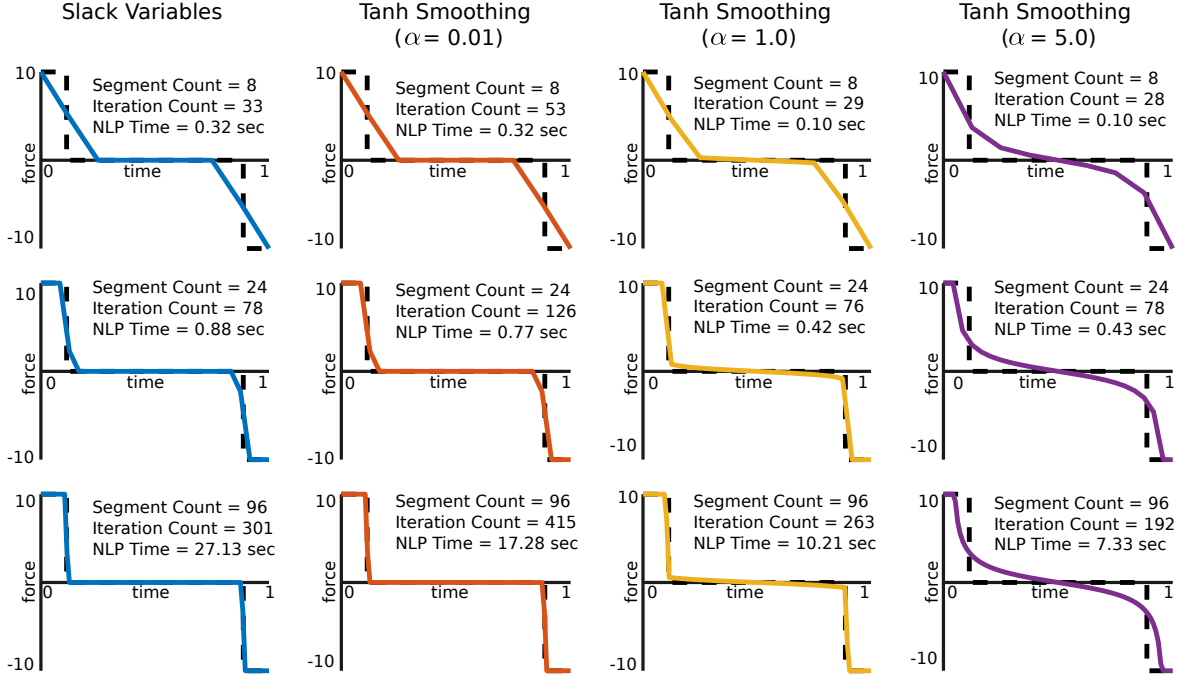 Slack Variables
Tanh Smoothing
(α = 0.01)
Tanh Smoothing
(α = 1.0)
Tanh Smoothing
(α = 5.0)
10
Segment Count = 8
Iteration Count = 33
NLP Time = 0.32 sec
force
0
time
1
-10
10
Segment Count = 8
Iteration Count = 53
NLP Time = 0.32 sec
force
0
time
1
-10
10
Segment Count = 8
Iteration Count = 29
NLP Time = 0.10 sec
force
0
time
1
-10
10
Segment Count = 8
Iteration Count = 28
NLP Time = 0.10 sec
force
0
time
1
-10
10
Segment Count = 24
Iteration Count = 78
NLP Time = 0.88 sec
force
0
time
1
-10
10
Segment Count = 24
Iteration Count = 126
NLP Time = 0.77 sec
force
0
time
1
-10
10
Segment Count = 24
Iteration Count = 76
NLP Time = 0.42 sec
force
0
time
1
-10
10
Segment Count = 24
Iteration Count = 78
NLP Time = 0.43 sec
force
0
time
1
-10
10
Segment Count = 96
Iteration Count = 301
NLP Time = 27.13 sec
force
0
time
1
-10
10
Segment Count = 96
Iteration Count = 415
NLP Time = 17.28 sec
force
0
time
1
-10
10
Segment Count = 96
Iteration Count = 263
NLP Time = 10.21 sec
force
0
time
1
-10
10
Segment Count = 96
Iteration Count = 192
NLP Time = 7.33 sec
force
0
time
1
-10